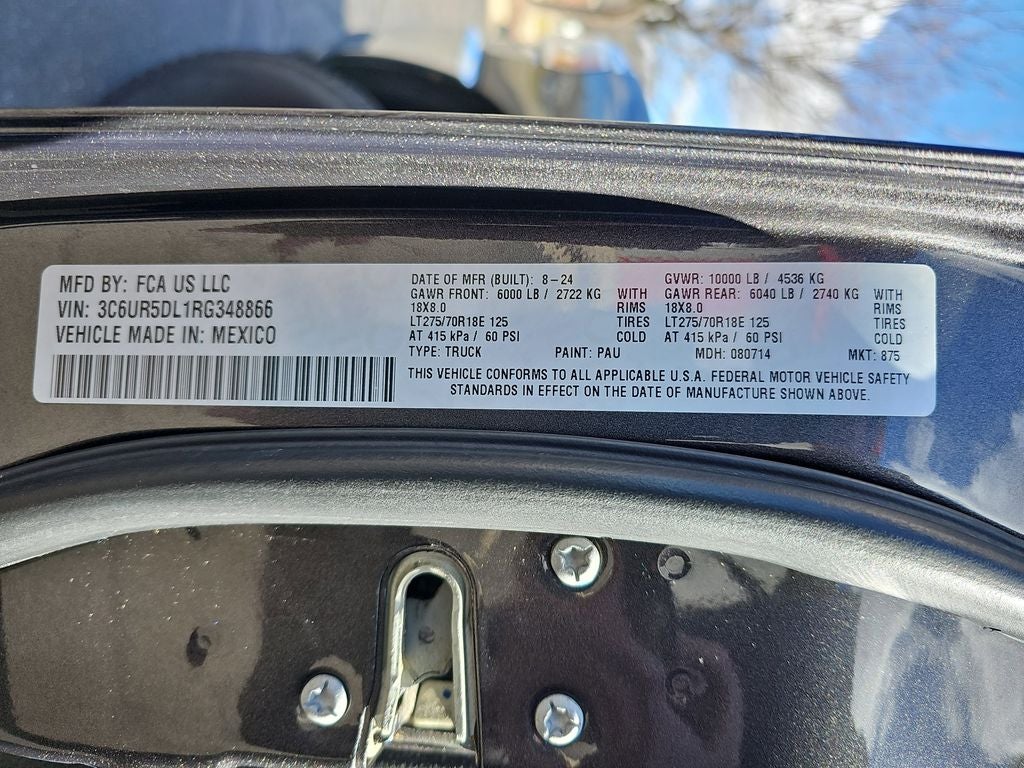 MFD BY: FCA US LLC
VIN: 3C6UR5DL1RG348866
VEHICLE MADE IN: MEXICO
DATE OF MFR (BUILT): 8-24
GAWR FRONT: 6000 LB / 2722 KG WITH
18X8.0 RIMS
LT275/70R18E 125 TIRES
AT 415 kPa / 60 PSI COLD
GVWR: 10000 LB / 4536 KG
GAWR REAR: 6040 LB / 2740 KG WITH
18X8.0 RIMS
LT275/70R18E 125 TIRES
AT 415 kPa / 60 PSI COLD
TYPE: TRUCK PAINT: PAU MDH: 080714 MKT: 875
THIS VEHICLE CONFORMS TO ALL APPLICABLE U.S.A. FEDERAL MOTOR VEHICLE SAFETY
STANDARDS IN EFFECT ON THE DATE OF MANUFACTURE SHOWN ABOVE.